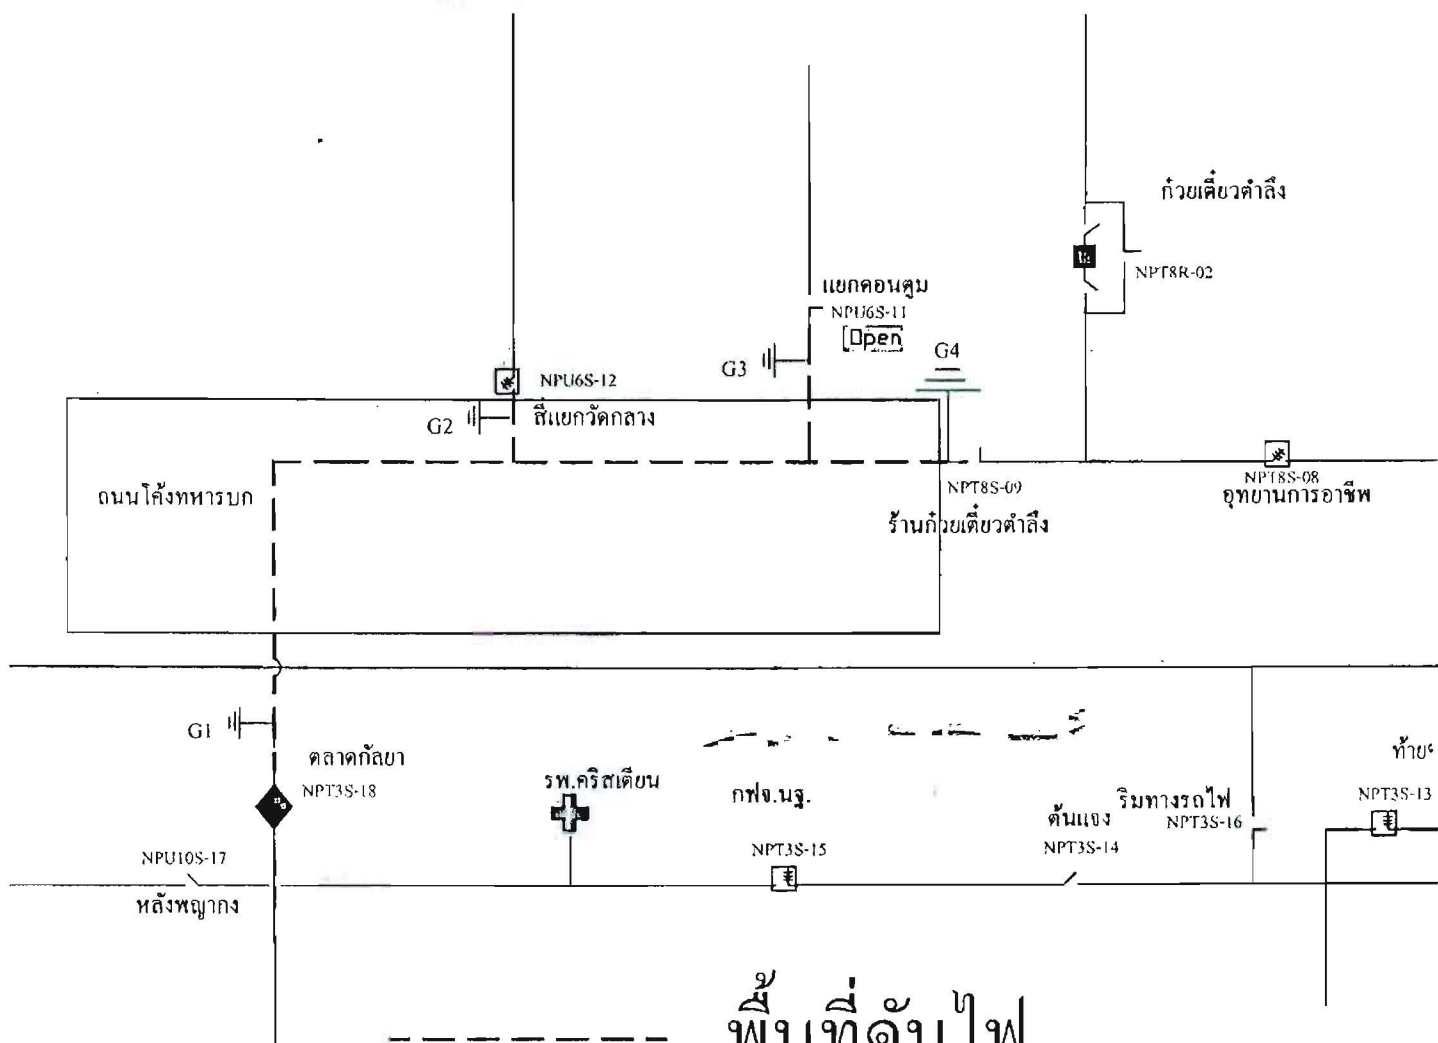 ก๋วยเตี๋ยวตำลึง
NPT8R-02
แยกดอนตูม
NPU6S-11
Open
G4
G3
NPU6S-12
G2
สี่แยกวัดกลาง
ถนนโค้งทหารบก
NPT8S-09
NPT8S-08
อุทยานการอาชีพ
ร้านก๋วยเตี๋ยวตำลึง
G1
ตลาดกัลยา
NPT3S-18
รพ.คริสเตียน
กฟจ.นฐ.
ริมทางรถไฟ
NPT3S-16
ต้นแจง
NPT3S-14
NPT3S-13
NPU10S-17
NPT3S-15
หลังพญากง
พื้นที่ดับไฟ